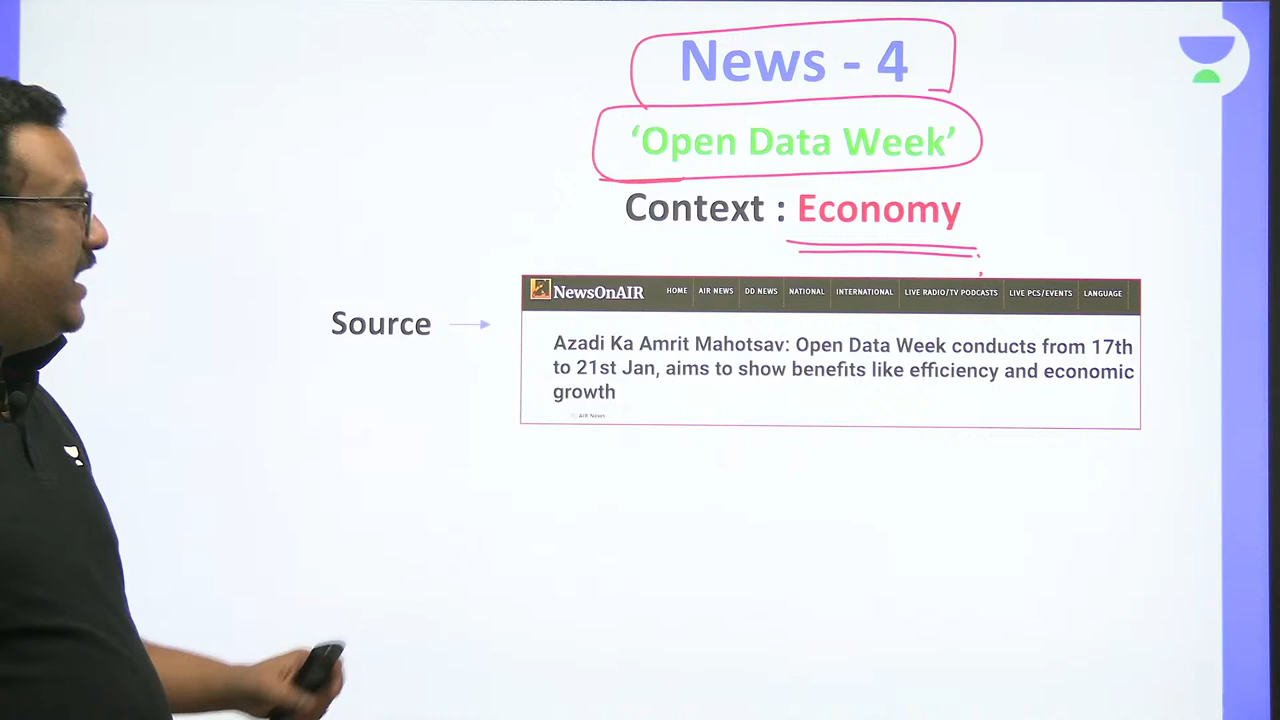 News - 4
‘Open Data Week’
Context : Economy
Source
NewsOnAIR HOME AIR NEWS DD NEWS NATIONAL INTERNATIONAL LIVE RADIO/TV PODCASTS LIVE PCS/EVENTS LANGUAGE
Azadi Ka Amrit Mahotsav: Open Data Week conducts from 17th
to 21st Jan, aims to show benefits like efficiency and economic
growth
AIR News